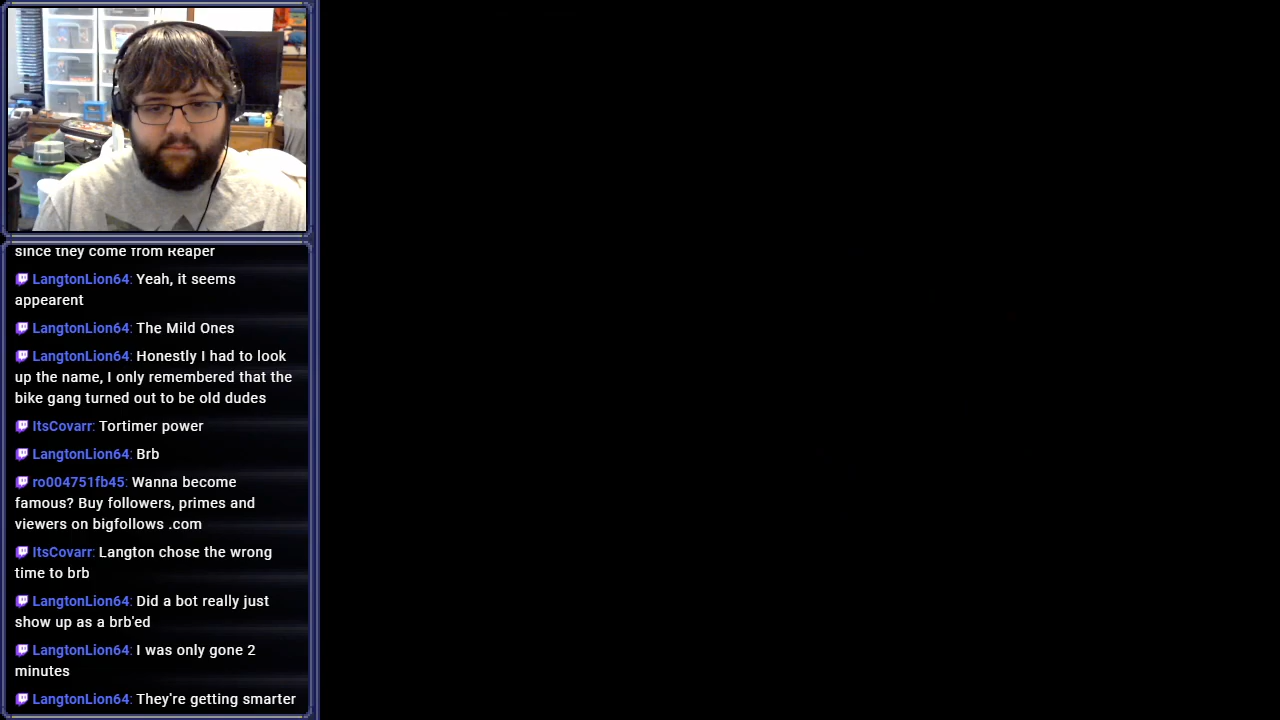 since they come from Reaper
LangtonLion64: Yeah, it seems
appearent
LangtonLion64: The Mild Ones
LangtonLion64: Honestly I had to look
up the name, I only remembered that the
bike gang turned out to be old dudes
ItsCovarr: Tortimer power
LangtonLion64: Brb
ro004751fb45: Wanna become
famous? Buy followers, primes and
viewers on bigfollows .com
ItsCovarr: Langton chose the wrong
time to brb
LangtonLion64: Did a bot really just
show up as a brb'ed
LangtonLion64: I was only gone 2
minutes
LangtonLion64: They're getting smarter